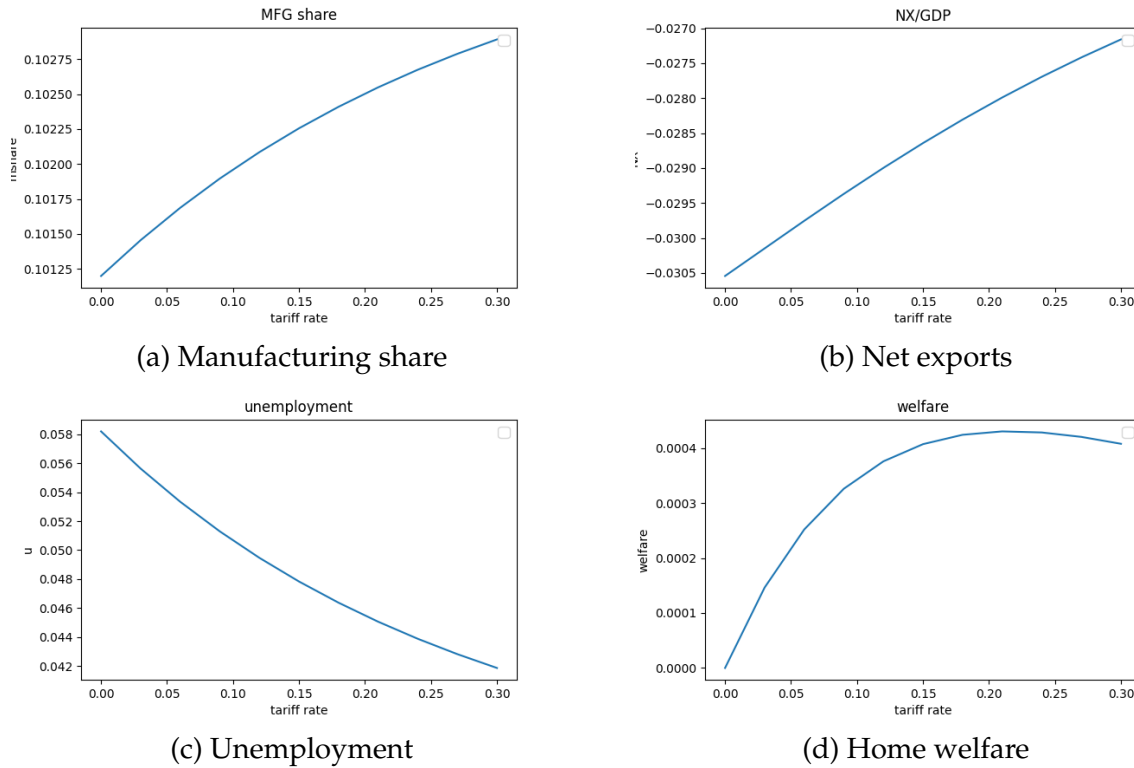 MFG share
0.10275
0.10250
0.10225
0.10200
0.10175
0.10150
0.10125
0.00 0.05 0.10 0.15 0.20 0.25 0.30
tariff rate
(a) Manufacturing share
NX/GDP
−0.0270
−0.0275
−0.0280
−0.0285
−0.0290
−0.0295
−0.0300
−0.0305
0.00 0.05 0.10 0.15 0.20 0.25 0.30
tariff rate
(b) Net exports
unemployment
0.058
0.056
0.054
0.052
0.050
0.048
0.046
0.044
0.042
u
0.00 0.05 0.10 0.15 0.20 0.25 0.30
tariff rate
(c) Unemployment
welfare
0.0004
0.0003
0.0002
0.0001
0.0000
welfare
0.00 0.05 0.10 0.15 0.20 0.25 0.30
tariff rate
(d) Home welfare